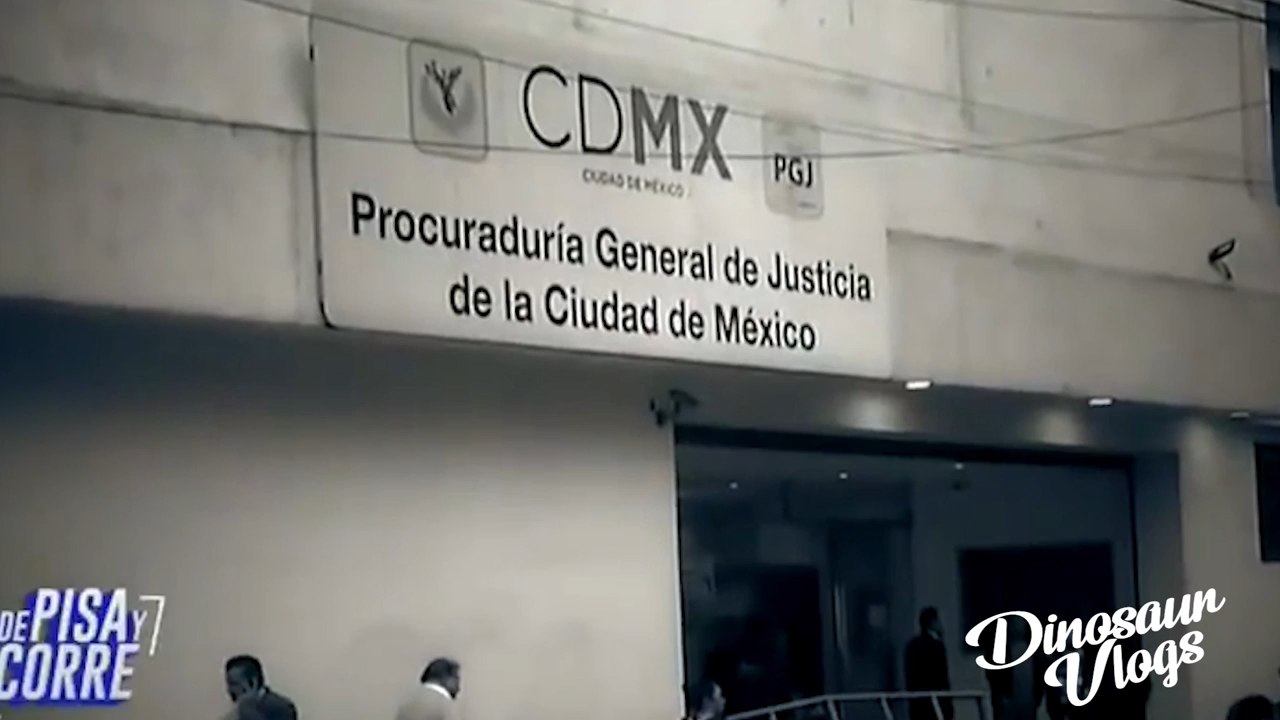 CDMX
CIUDAD DE MÉXICO
PGJ
Procuraduría General de Justicia
de la Ciudad de México
DE PISA Y
CORRE
7
Dinosaur
Vlogs